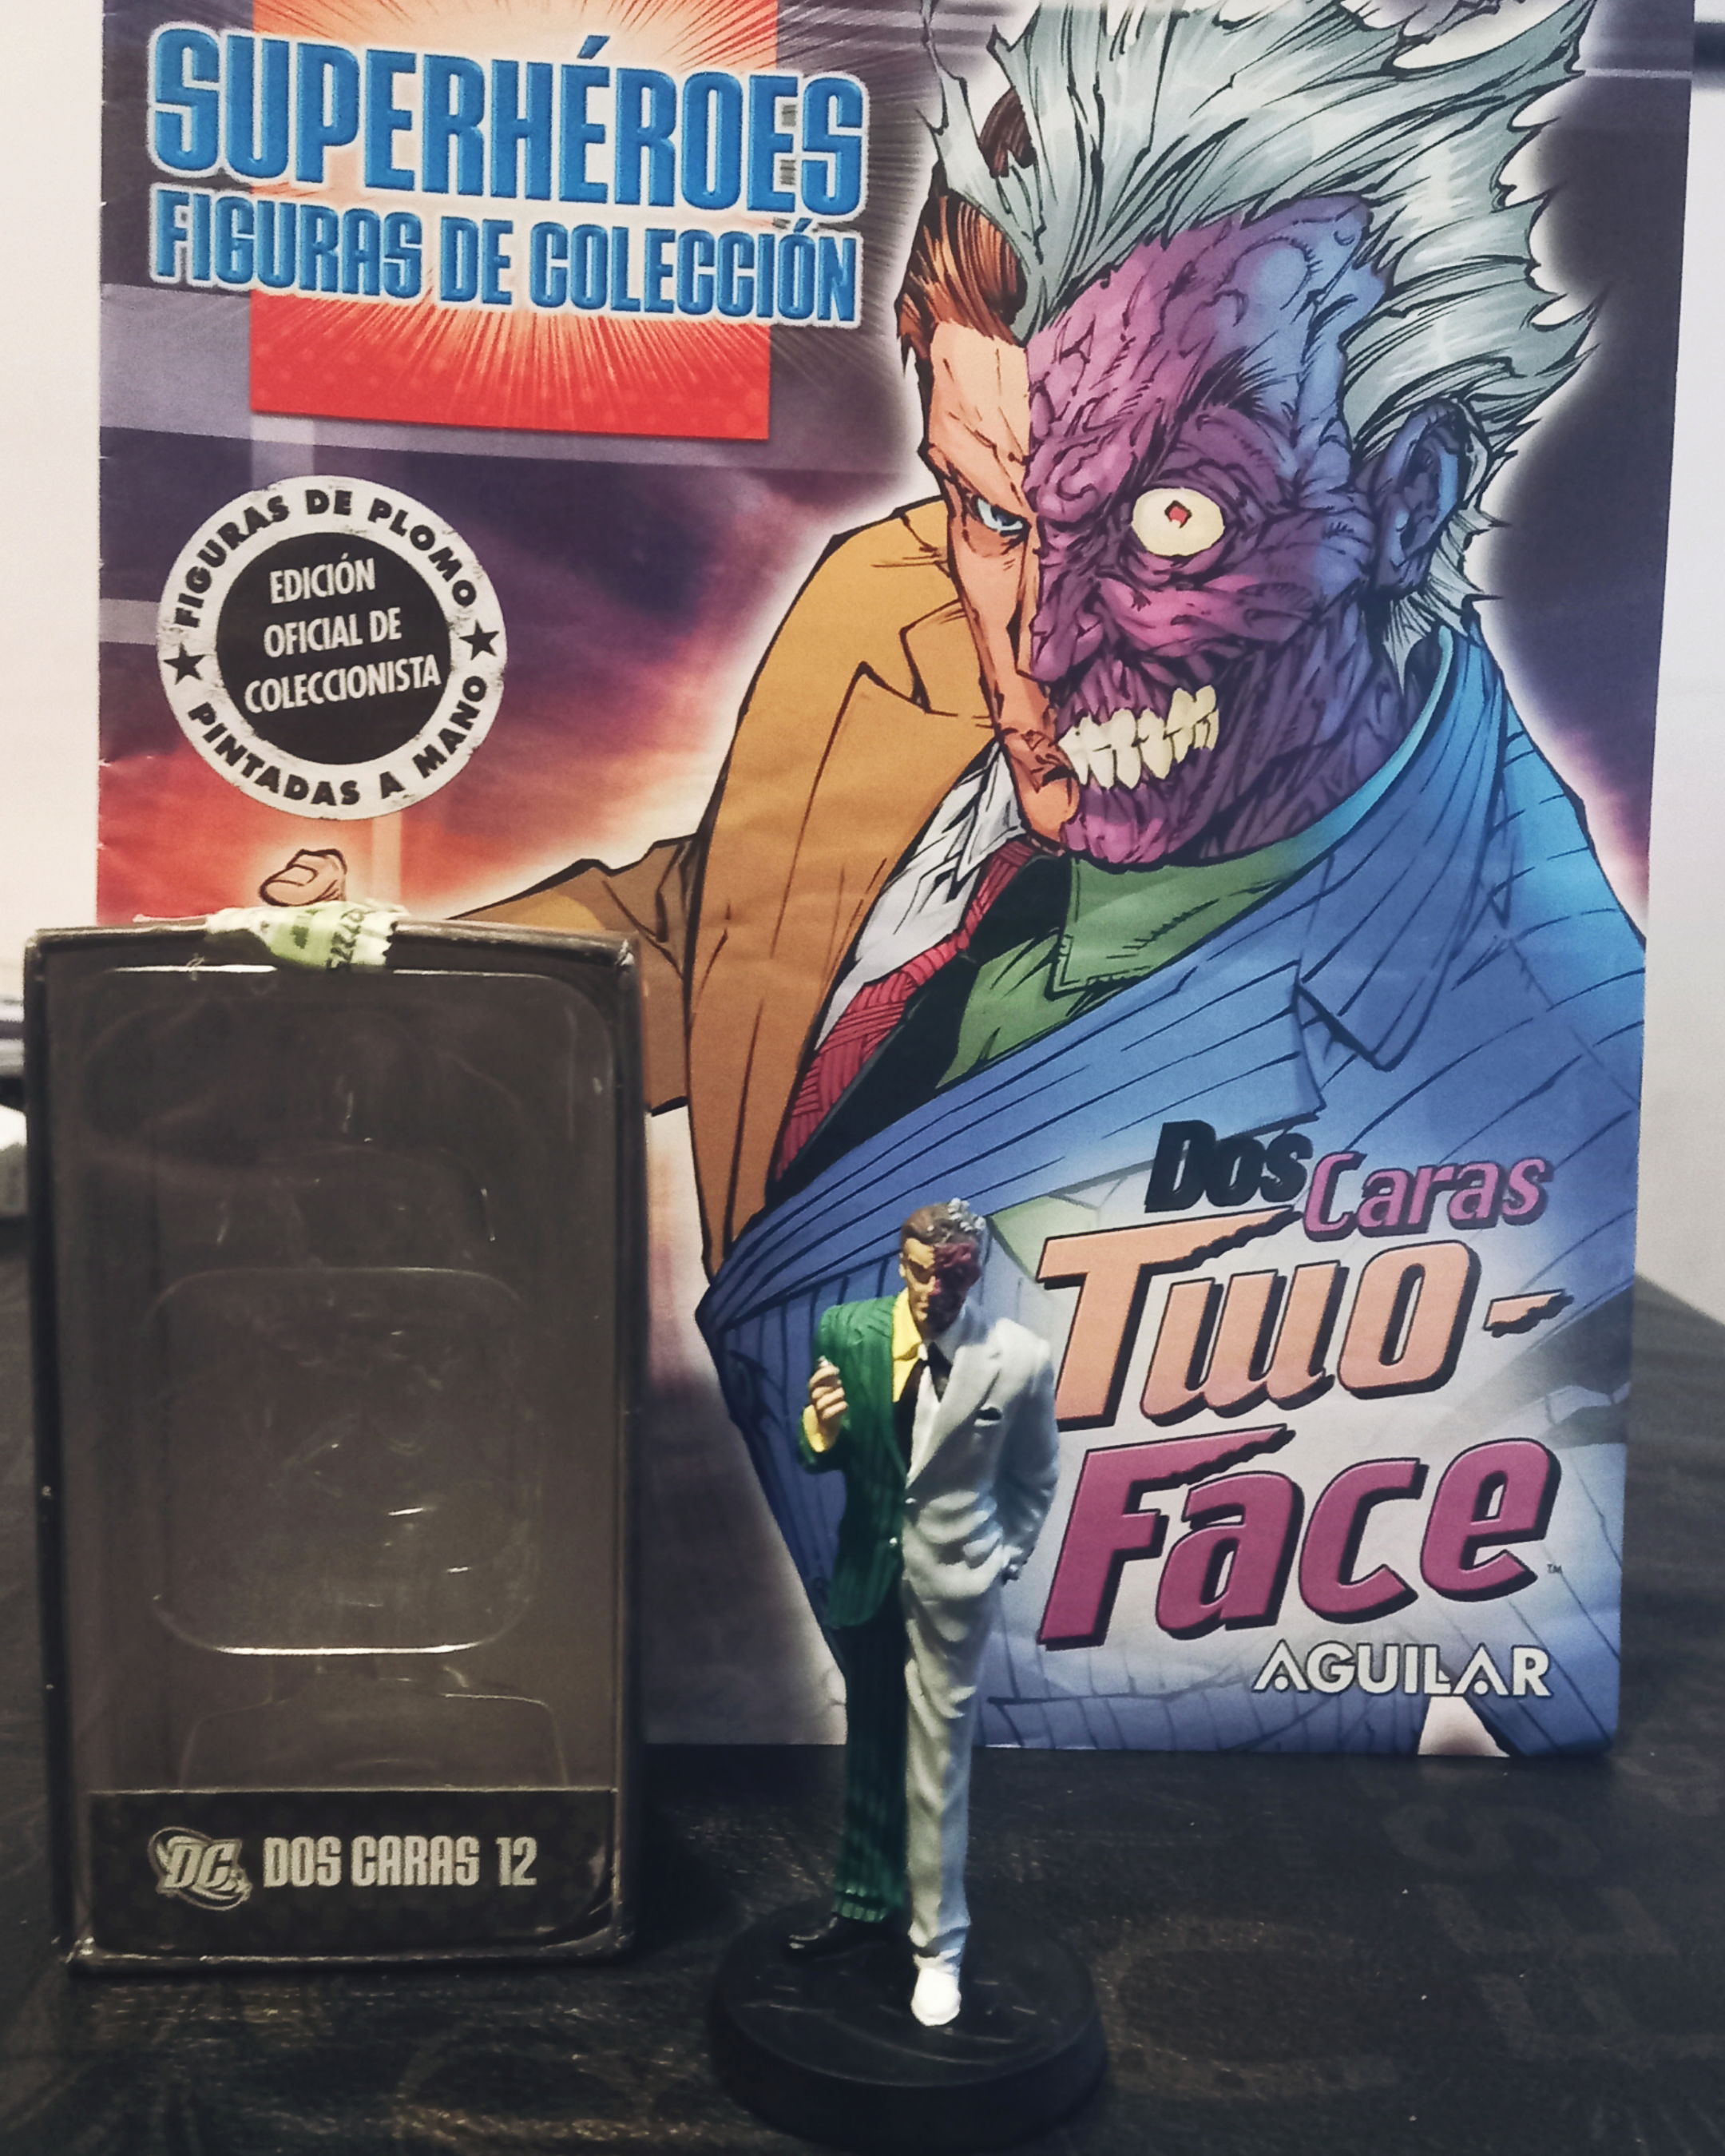 SUPERHÉROES
FIGURAS DE COLECCIÓN
FIGURAS DE PLOMO
EDICIÓN
OFICIAL DE
COLECCIONISTA
PINTADAS A MANO
Dos Caras
Two-
Face
™
AGUILAR
DC DOS CARAS 12